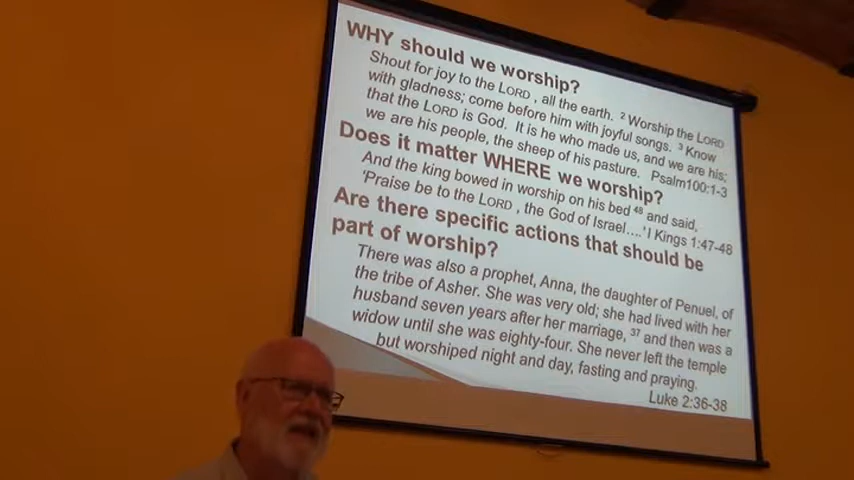 WHY should we worship?
Shout for joy to the LORD , all the earth. 2 Worship the LORD
with gladness; come before him with joyful songs. 3 Know
that the LORD is God. It is he who made us, and we are his;
we are his people, the sheep of his pasture. Psalm100:1-3
Does it matter WHERE we worship?
And the king bowed in worship on his bed 48 and said,
'Praise be to the LORD , the God of Israel....' I Kings 1:47-48
Are there specific actions that should be
part of worship?
There was also a prophet, Anna, the daughter of Penuel, of
the tribe of Asher. She was very old; she had lived with her
husband seven years after her marriage, 37 and then was a
widow until she was eighty-four. She never left the temple
but worshiped night and day, fasting and praying.
Luke 2:36-38